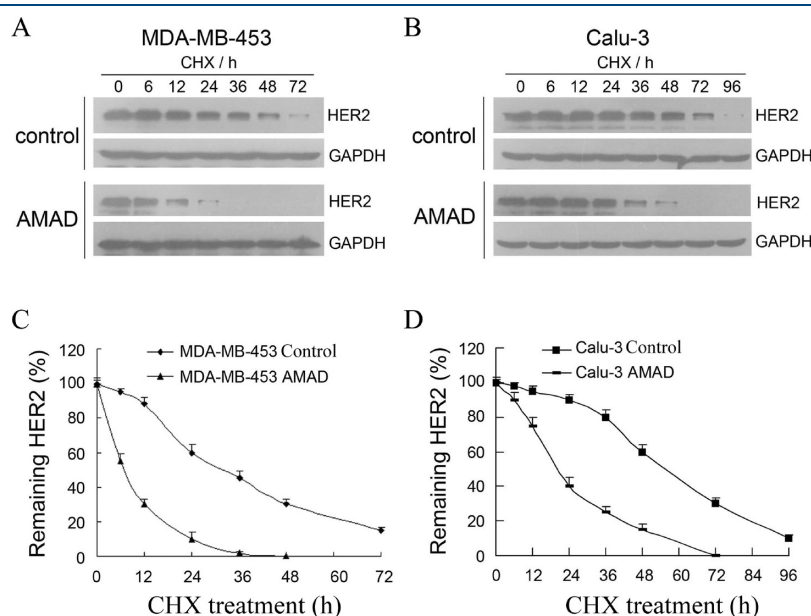 A
MDA-MB-453
CHX / h
0 6 12 24 36 48 72
control
HER2
GAPDH
AMAD
HER2
GAPDH
B
Calu-3
CHX / h
0 6 12 24 36 48 72 96
control
HER2
GAPDH
AMAD
HER2
GAPDH
C
MDA-MB-453 Control
MDA-MB-453 AMAD
Remaining HER2 (%)
120
100
80
60
40
20
0
0 12 24 36 48 60 72
CHX treatment (h)
D
Calu-3 Control
Calu-3 AMAD
Remaining HER2 (%)
120
100
80
60
40
20
0
0 12 24 36 48 60 72 84 96
CHX treatment (h)